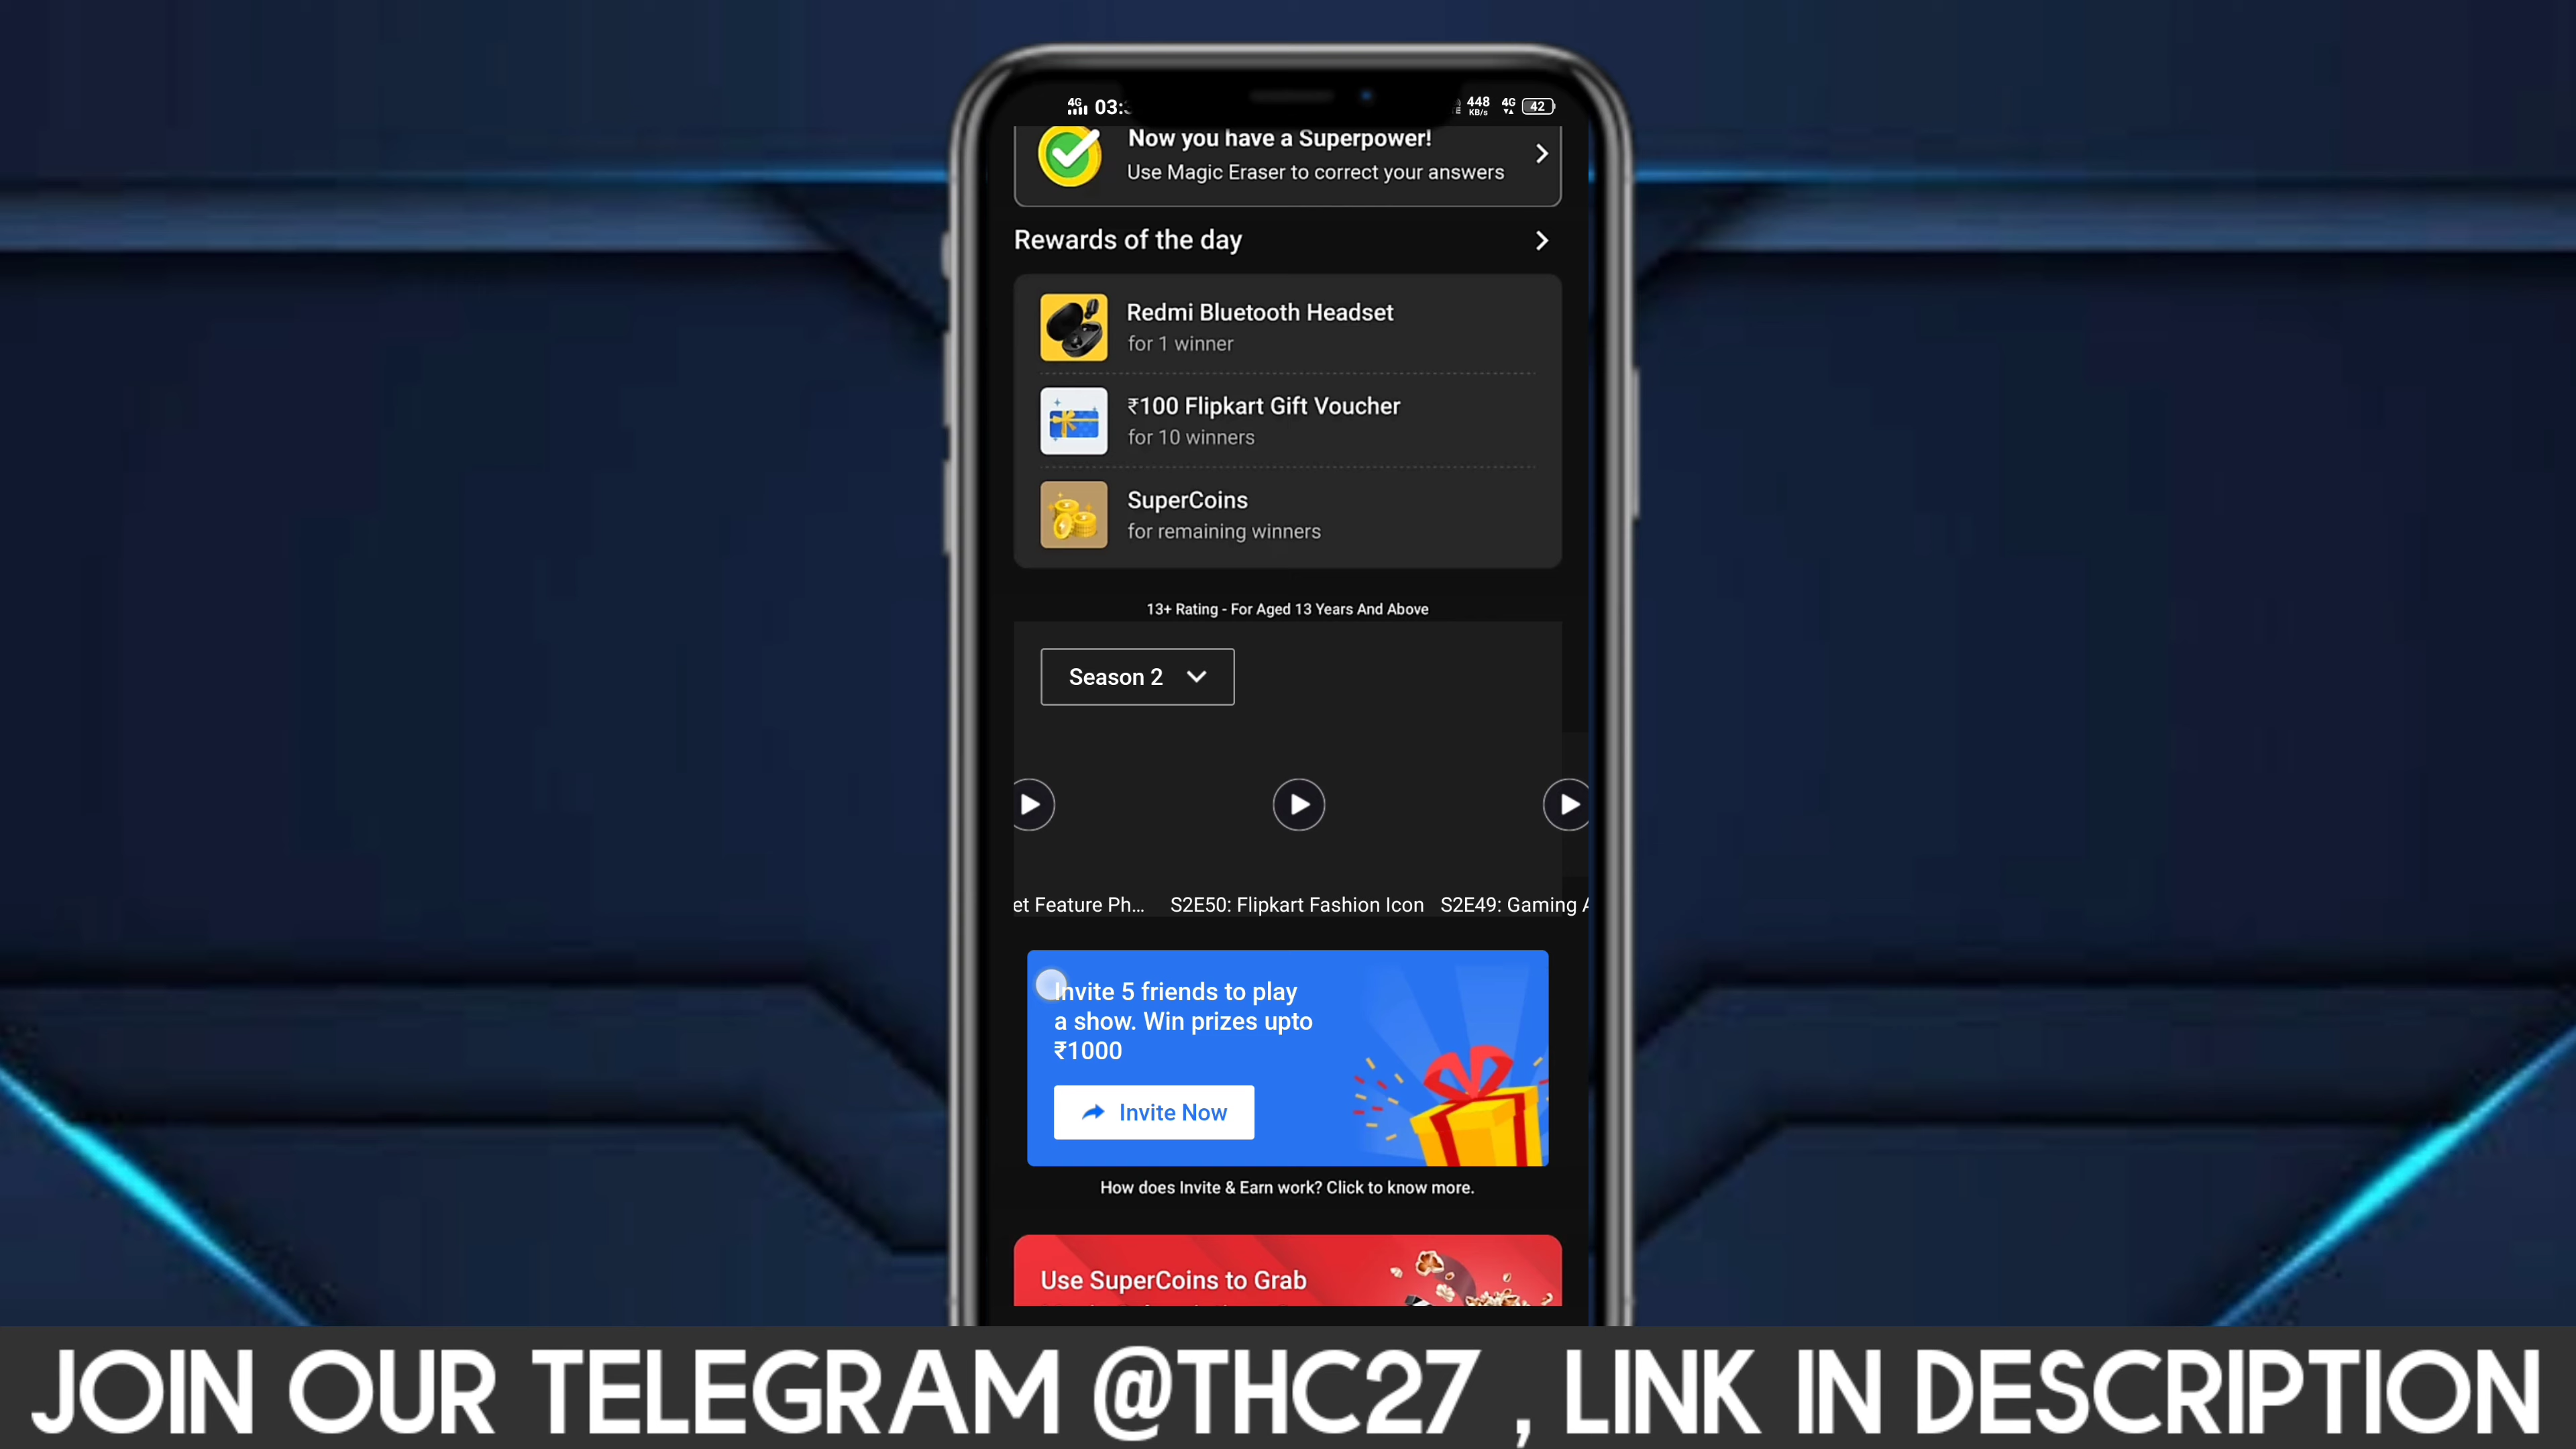 4G 03:
448 KB/s 4G 42
Now you have a Superpower!
Use Magic Eraser to correct your answers
Rewards of the day
Redmi Bluetooth Headset
for 1 winner
₹100 Flipkart Gift Voucher
for 10 winners
SuperCoins
for remaining winners
13+ Rating - For Aged 13 Years And Above
Season 2
et Feature Ph... S2E50: Flipkart Fashion Icon S2E49: Gaming A
Invite 5 friends to play
a show. Win prizes upto
₹1000
Invite Now
How does Invite & Earn work? Click to know more.
Use SuperCoins to Grab
JOIN OUR TELEGRAM @THC27 , LINK IN DESCRIPTION